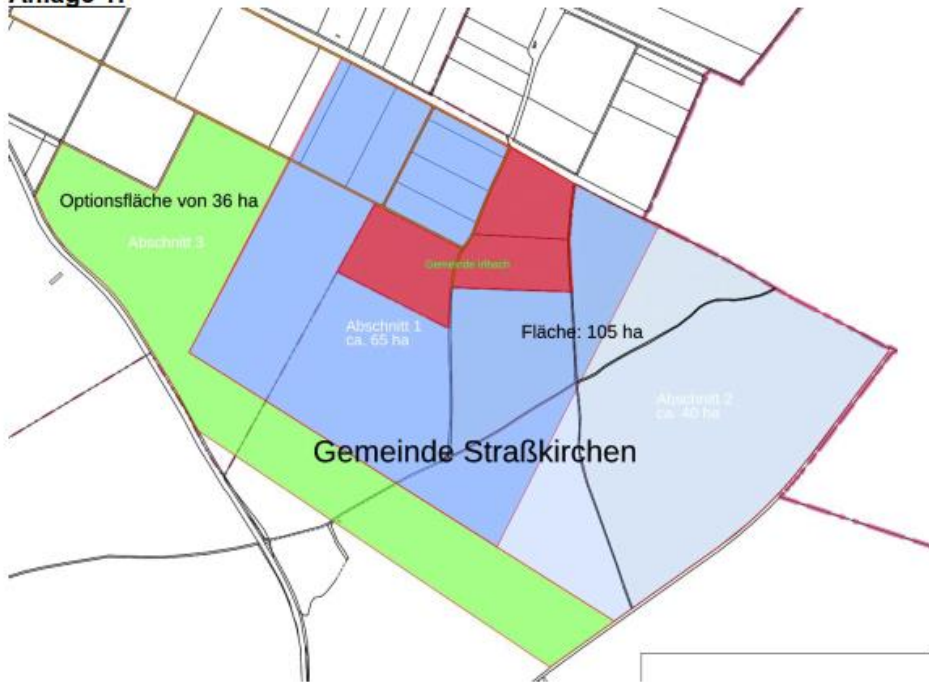 Anlage 1:
Optionsfläche von 36 ha
Abschnitt 3
Gemeinde Irlbach
Abschnitt 1
ca. 65 ha
Fläche: 105 ha
Abschnitt 2
ca. 40 ha
Gemeinde Straßkirchen